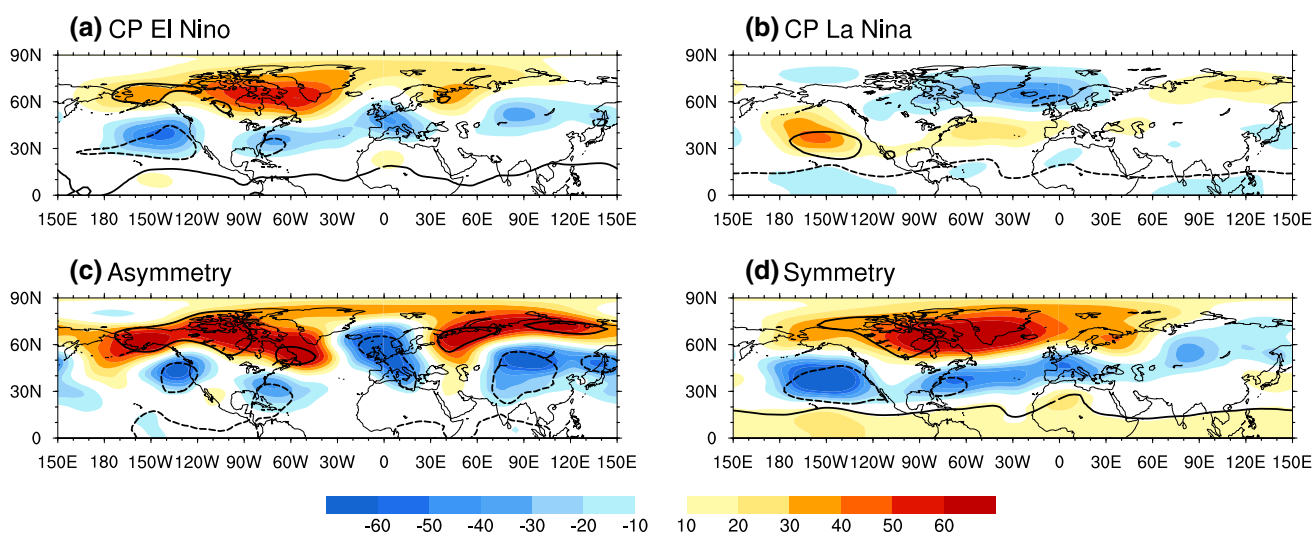 (a) CP El Nino
(b) CP La Nina
90N
60N
30N
0
150E 180 150W 120W 90W 60W 30W 0 30E 60E 90E 120E 150E
90N
60N
30N
0
150E 180 150W 120W 90W 60W 30W 0 30E 60E 90E 120E 150E
(c) Asymmetry
(d) Symmetry
90N
60N
30N
0
150E 180 150W 120W 90W 60W 30W 0 30E 60E 90E 120E 150E
90N
60N
30N
0
150E 180 150W 120W 90W 60W 30W 0 30E 60E 90E 120E 150E
-60 -50 -40 -30 -20 -10 10 20 30 40 50 60